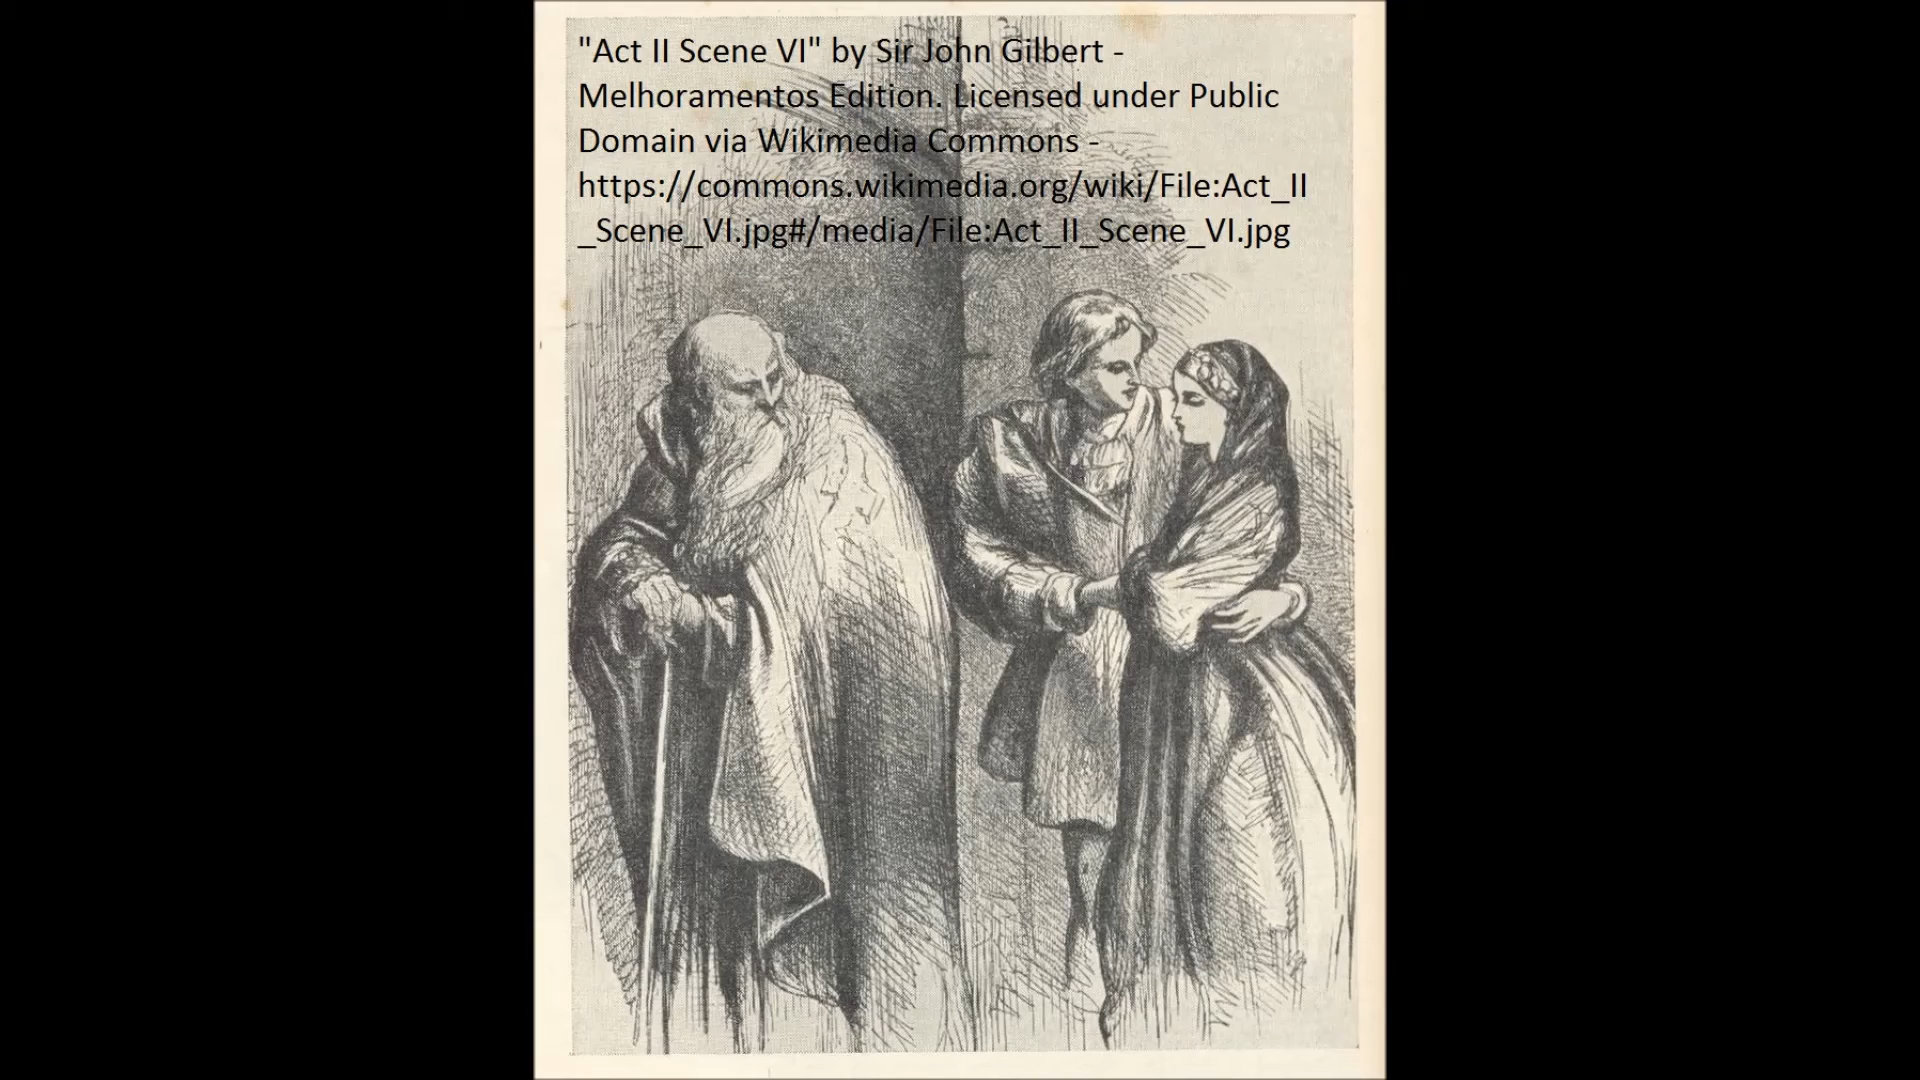 "Act II Scene VI" by Sir John Gilbert -
Melhoramentos Edition. Licensed under Public
Domain via Wikimedia Commons -
https://commons.wikimedia.org/wiki/File:Act_II
_Scene_VI.jpg#/media/File:Act_II_Scene_VI.jpg